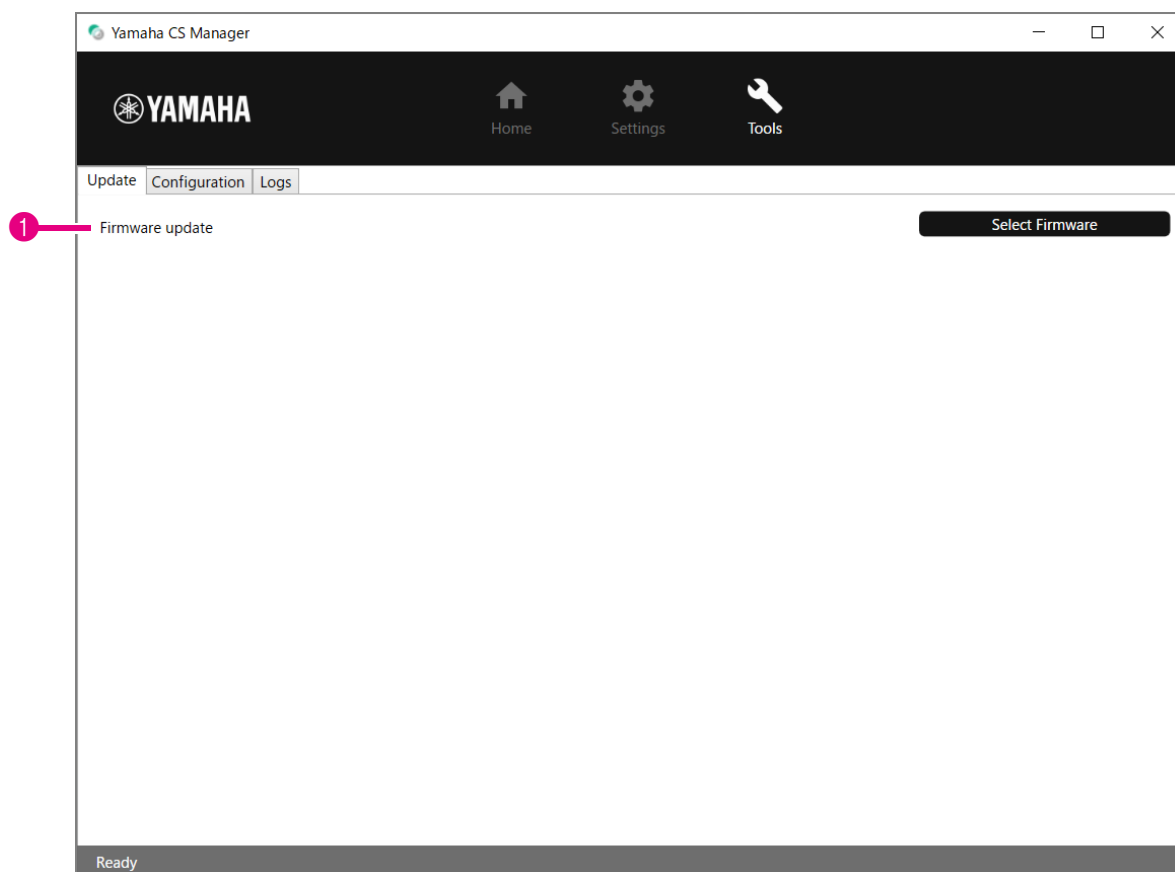 Yamaha CS Manager
YAMAHA
Home Settings Tools
Update Configuration Logs
1 Firmware update Select Firmware
Ready